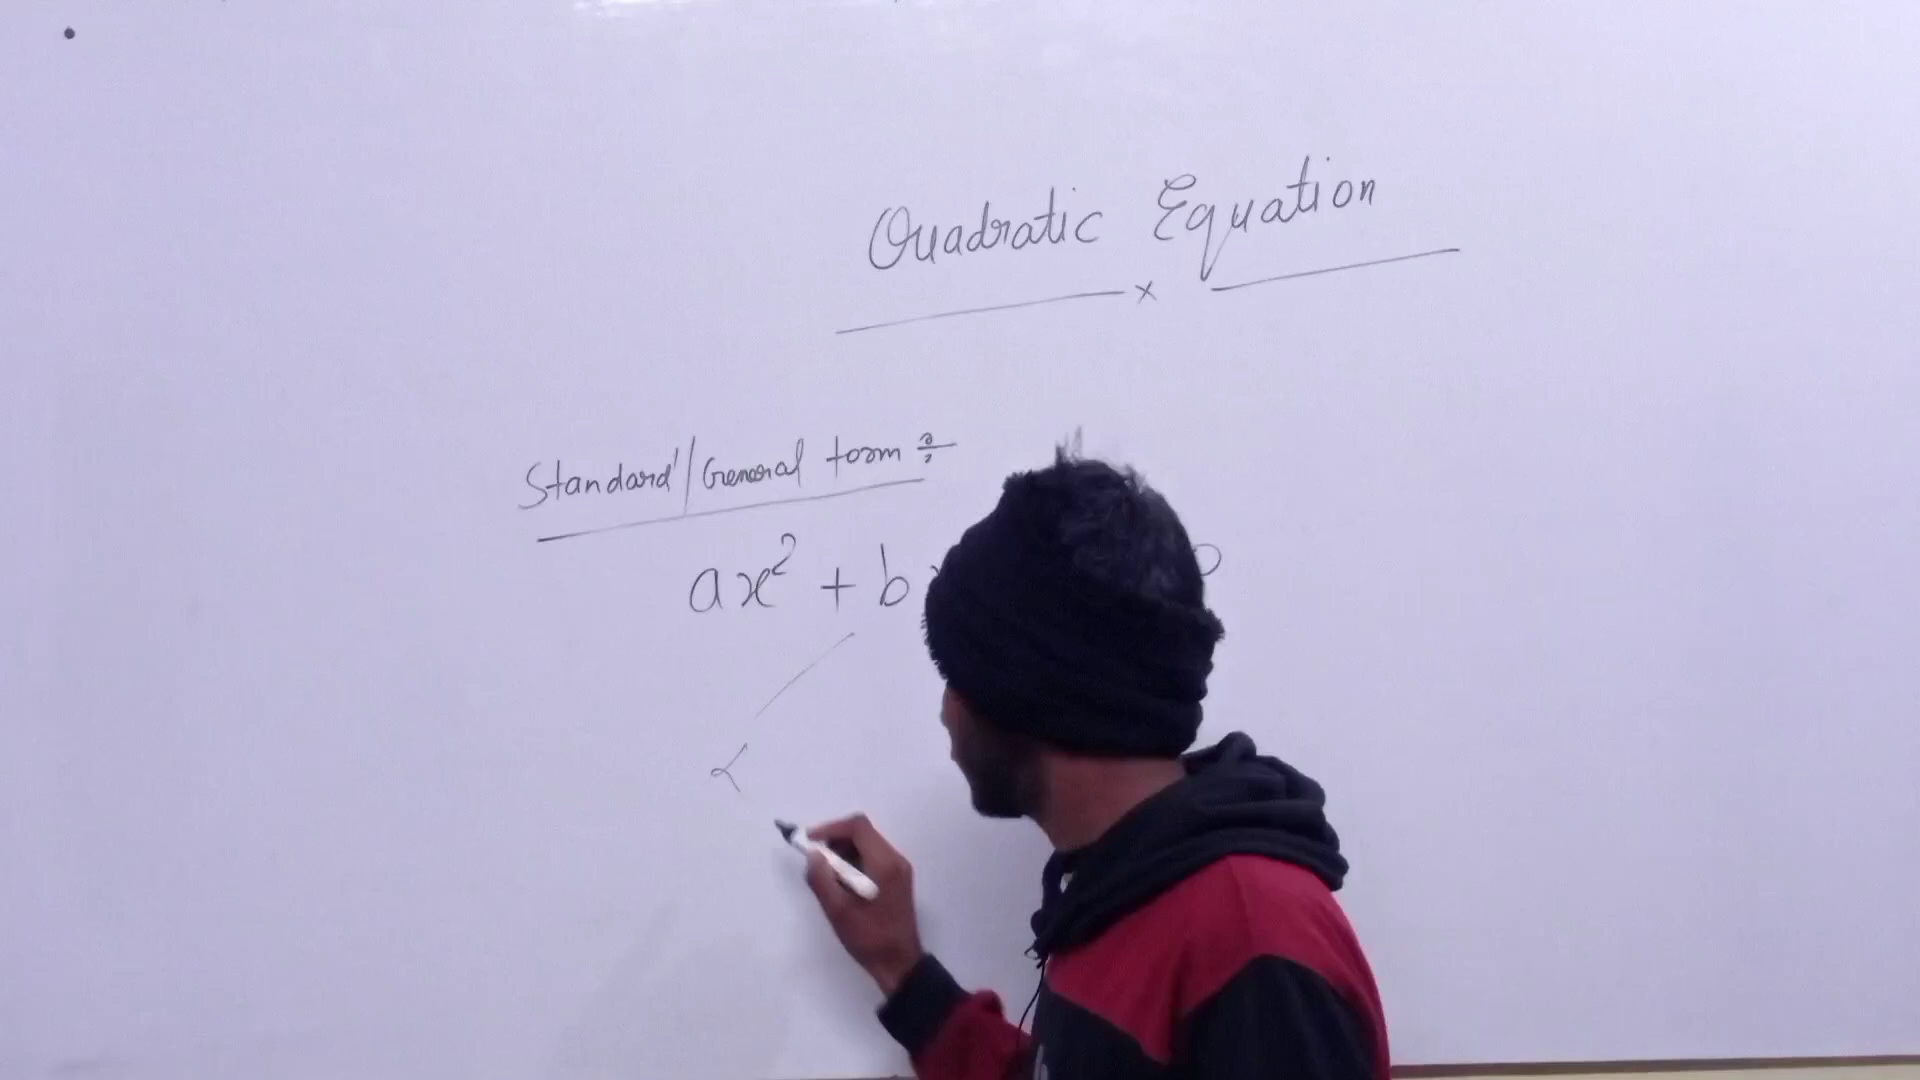 Quadratic Equation
x
Standard/General form :-
ax² + b
α